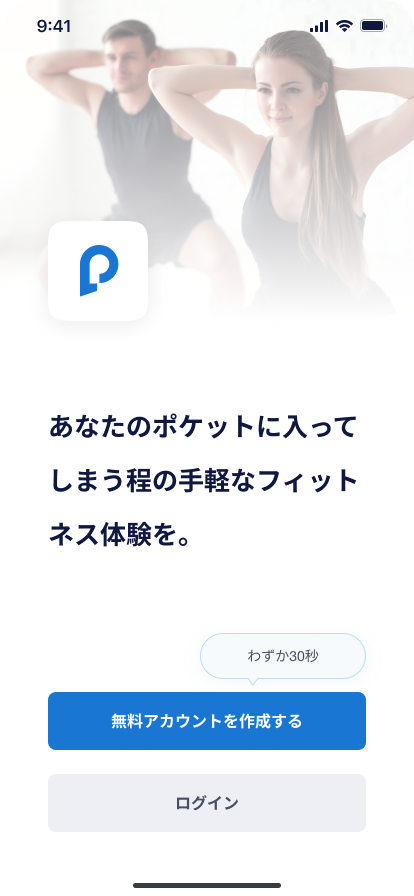 9:41
あなたのポケットに入って
しまう程の手軽なフィット
ネス体験を。
わずか30秒
無料アカウントを作成する
ログイン